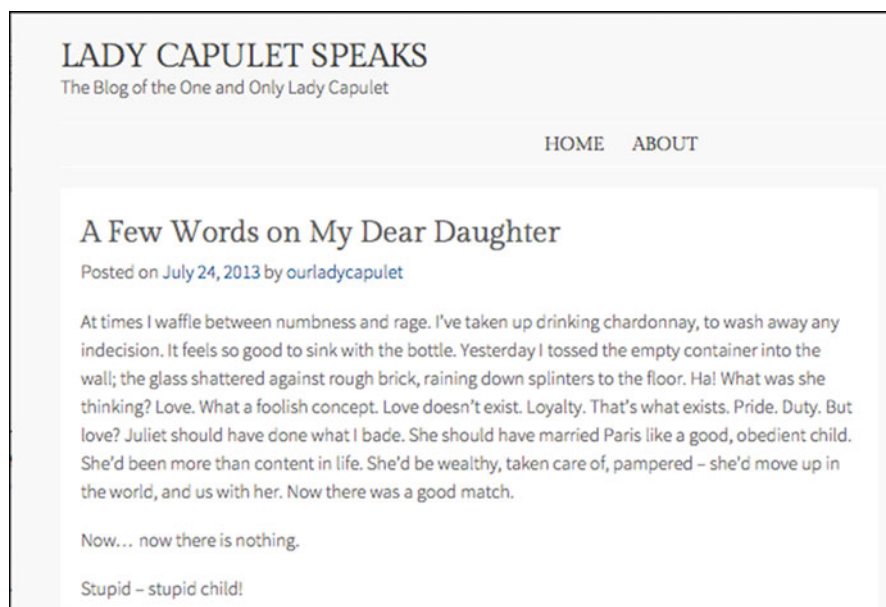 LADY CAPULET SPEAKS
The Blog of the One and Only Lady Capulet
HOME ABOUT
A Few Words on My Dear Daughter
Posted on July 24, 2013 by ourladycapulet
At times I waffle between numbness and rage. I've taken up drinking chardonnay, to wash away any
indecision. It feels so good to sink with the bottle. Yesterday I tossed the empty container into the
wall; the glass shattered against rough brick, raining down splinters to the floor. Ha! What was she
thinking? Love. What a foolish concept. Love doesn't exist. Loyalty. That's what exists. Pride. Duty. But
love? Juliet should have done what I bade. She should have married Paris like a good, obedient child.
She'd been more than content in life. She'd be wealthy, taken care of, pampered – she'd move up in
the world, and us with her. Now there was a good match.
Now… now there is nothing.
Stupid – stupid child!